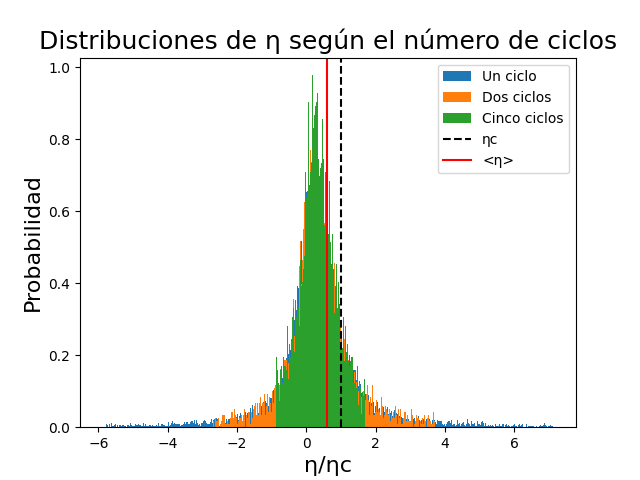 Distribuciones de η según el número de ciclos
Probabilidad
1.0
0.8
0.6
0.4
0.2
0.0
−6
−4
−2
0
2
4
6
η/ηc
Un ciclo
Dos ciclos
Cinco ciclos
ηc
<η>